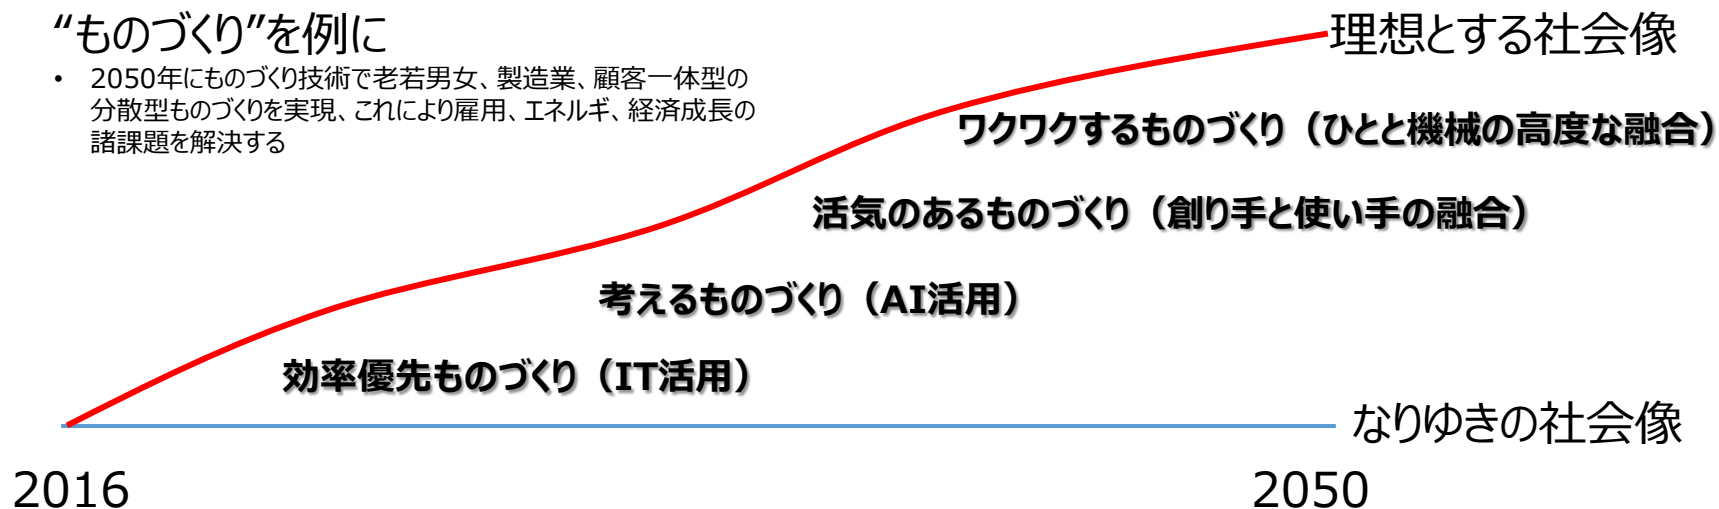 “ものづくり”を例に
• 2050年にものづくり技術で老若男女、製造業、顧客一体型の
分散型ものづくりを実現、これにより雇用、エネルギ、経済成長の
諸課題を解決する
理想とする社会像
ワクワクするものづくり（ひとと機械の高度な融合）
活気のあるものづくり（創り手と使い手の融合）
考えるものづくり（AI活用）
効率優先ものづくり（IT活用）
なりゆきの社会像
2016
2050